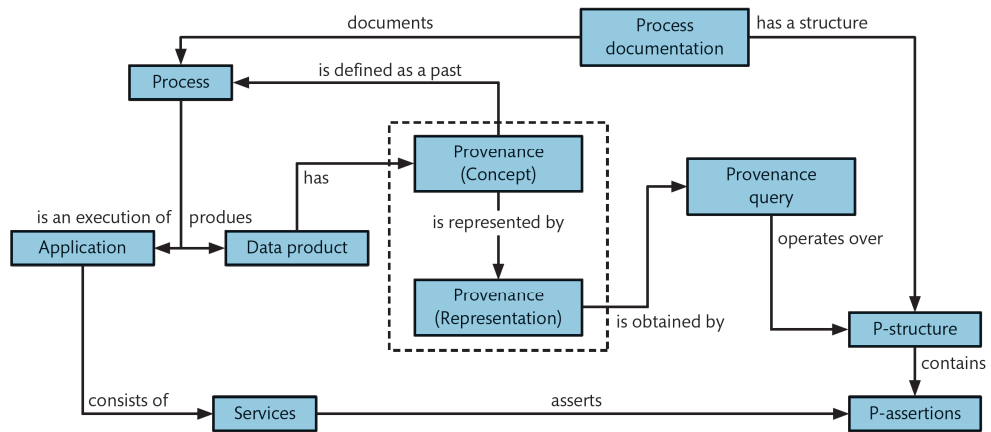 documents
Process
documentation
has a structure
Process
is defined as a past
Provenance
(Concept)
has
Provenance
query
is an execution of
produes
is represented by
Application
Data product
operates over
Provenance
(Representation)
is obtained by
P-structure
contains
consists of
Services
asserts
P-assertions